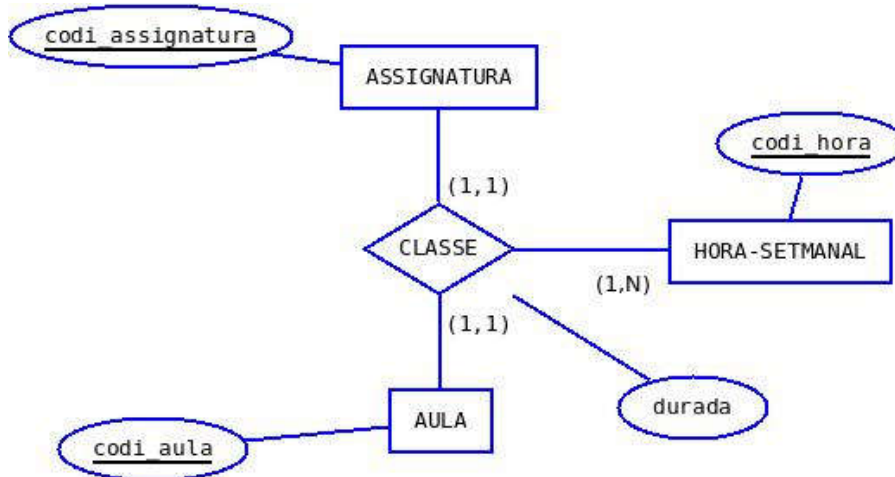 codi_assignatura
ASSIGNATURA
codi_hora
(1,1)
CLASSE
HORA-SETMANAL
(1,N)
(1,1)
durada
AULA
codi_aula